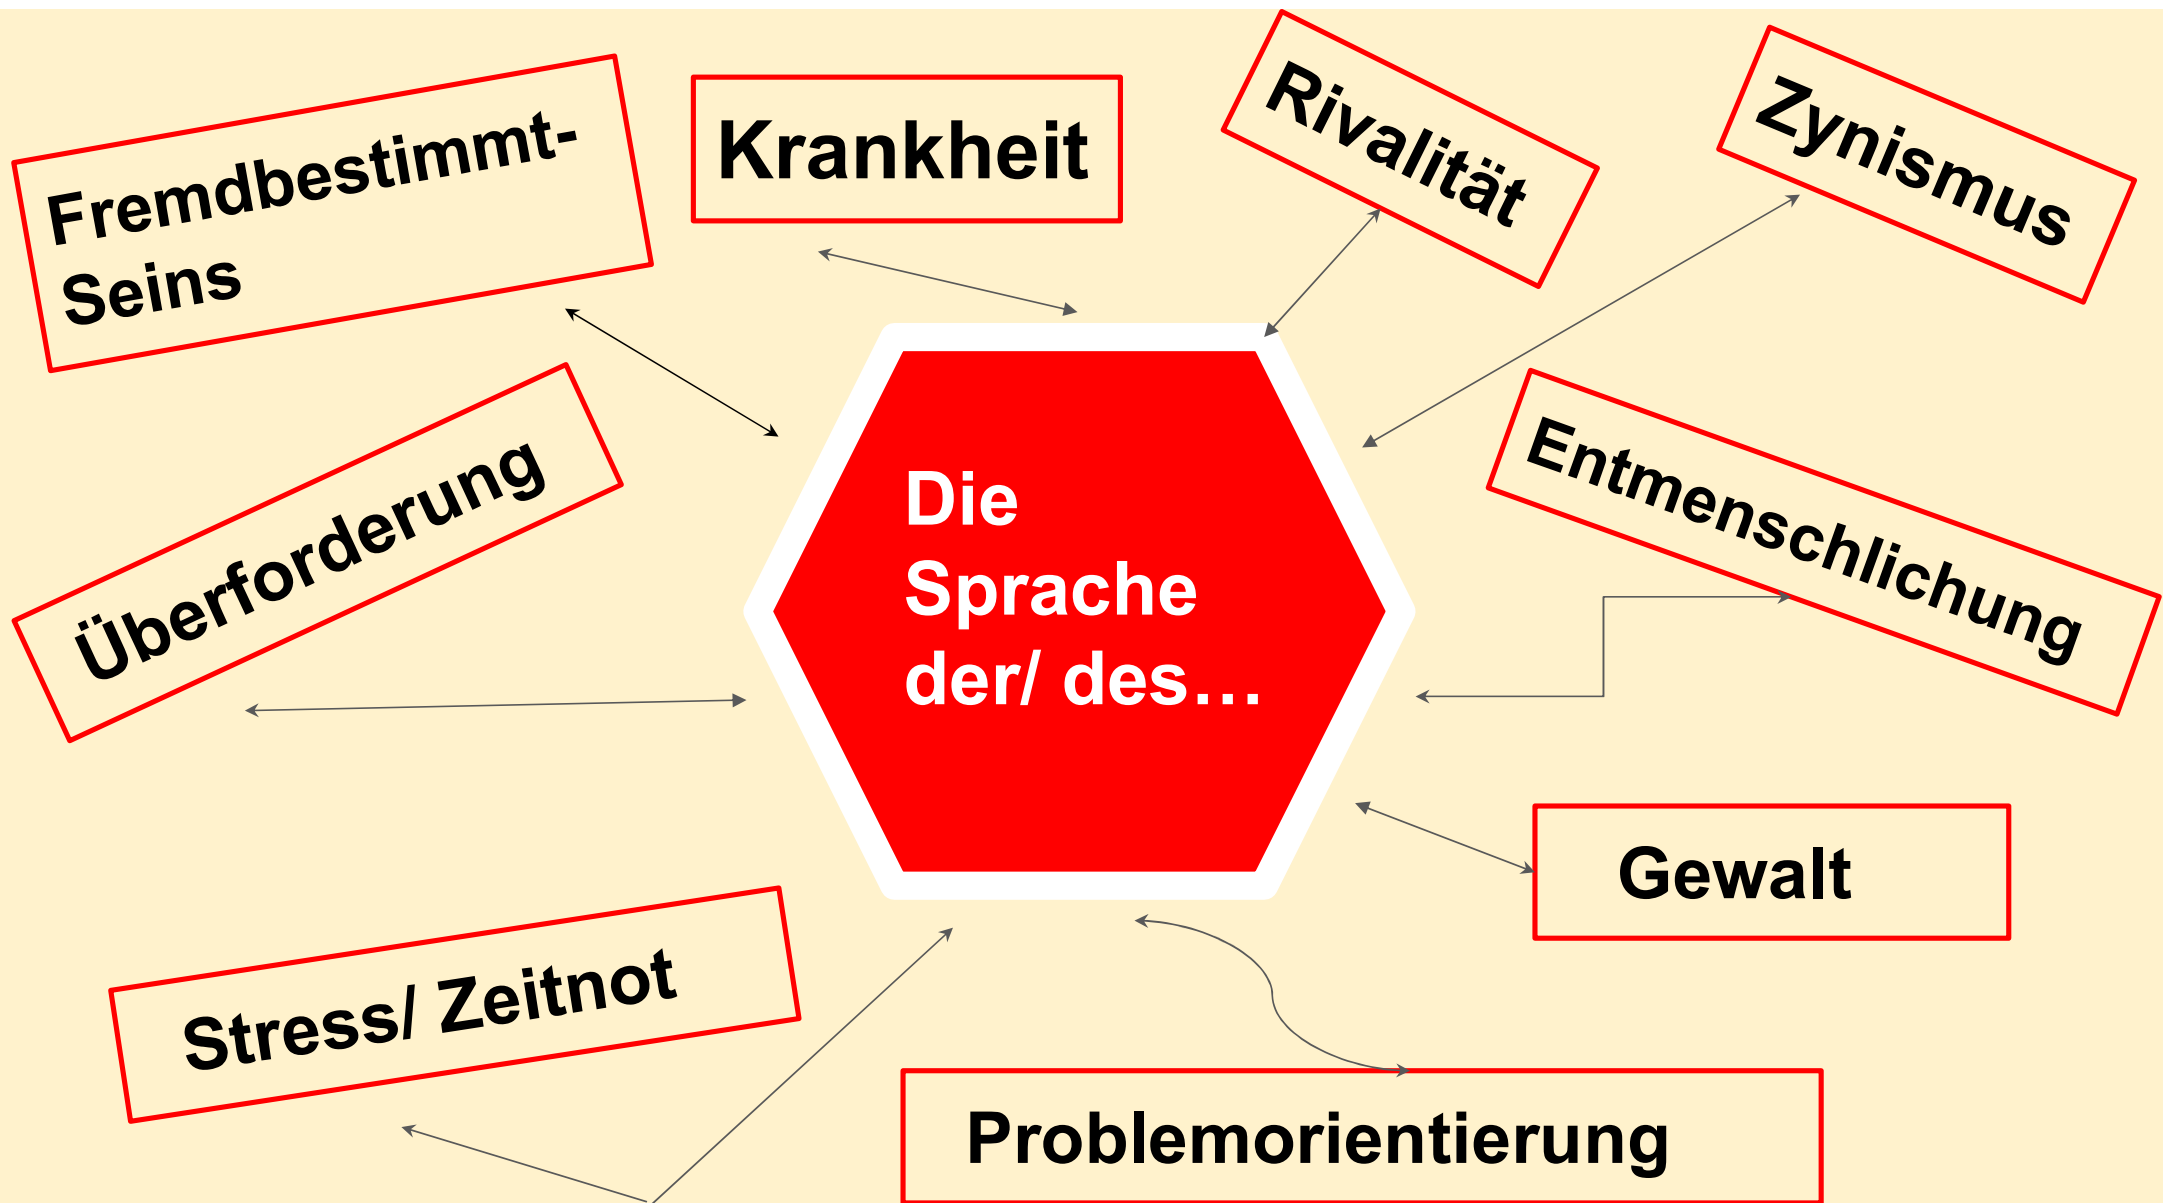 Fremdbestimmt-
Seins
Krankheit
Rivalität
Zynismus
Überforderung
Die
Sprache
der/ des…
Entmenschlichung
Gewalt
Stress/ Zeitnot
Problemorientierung